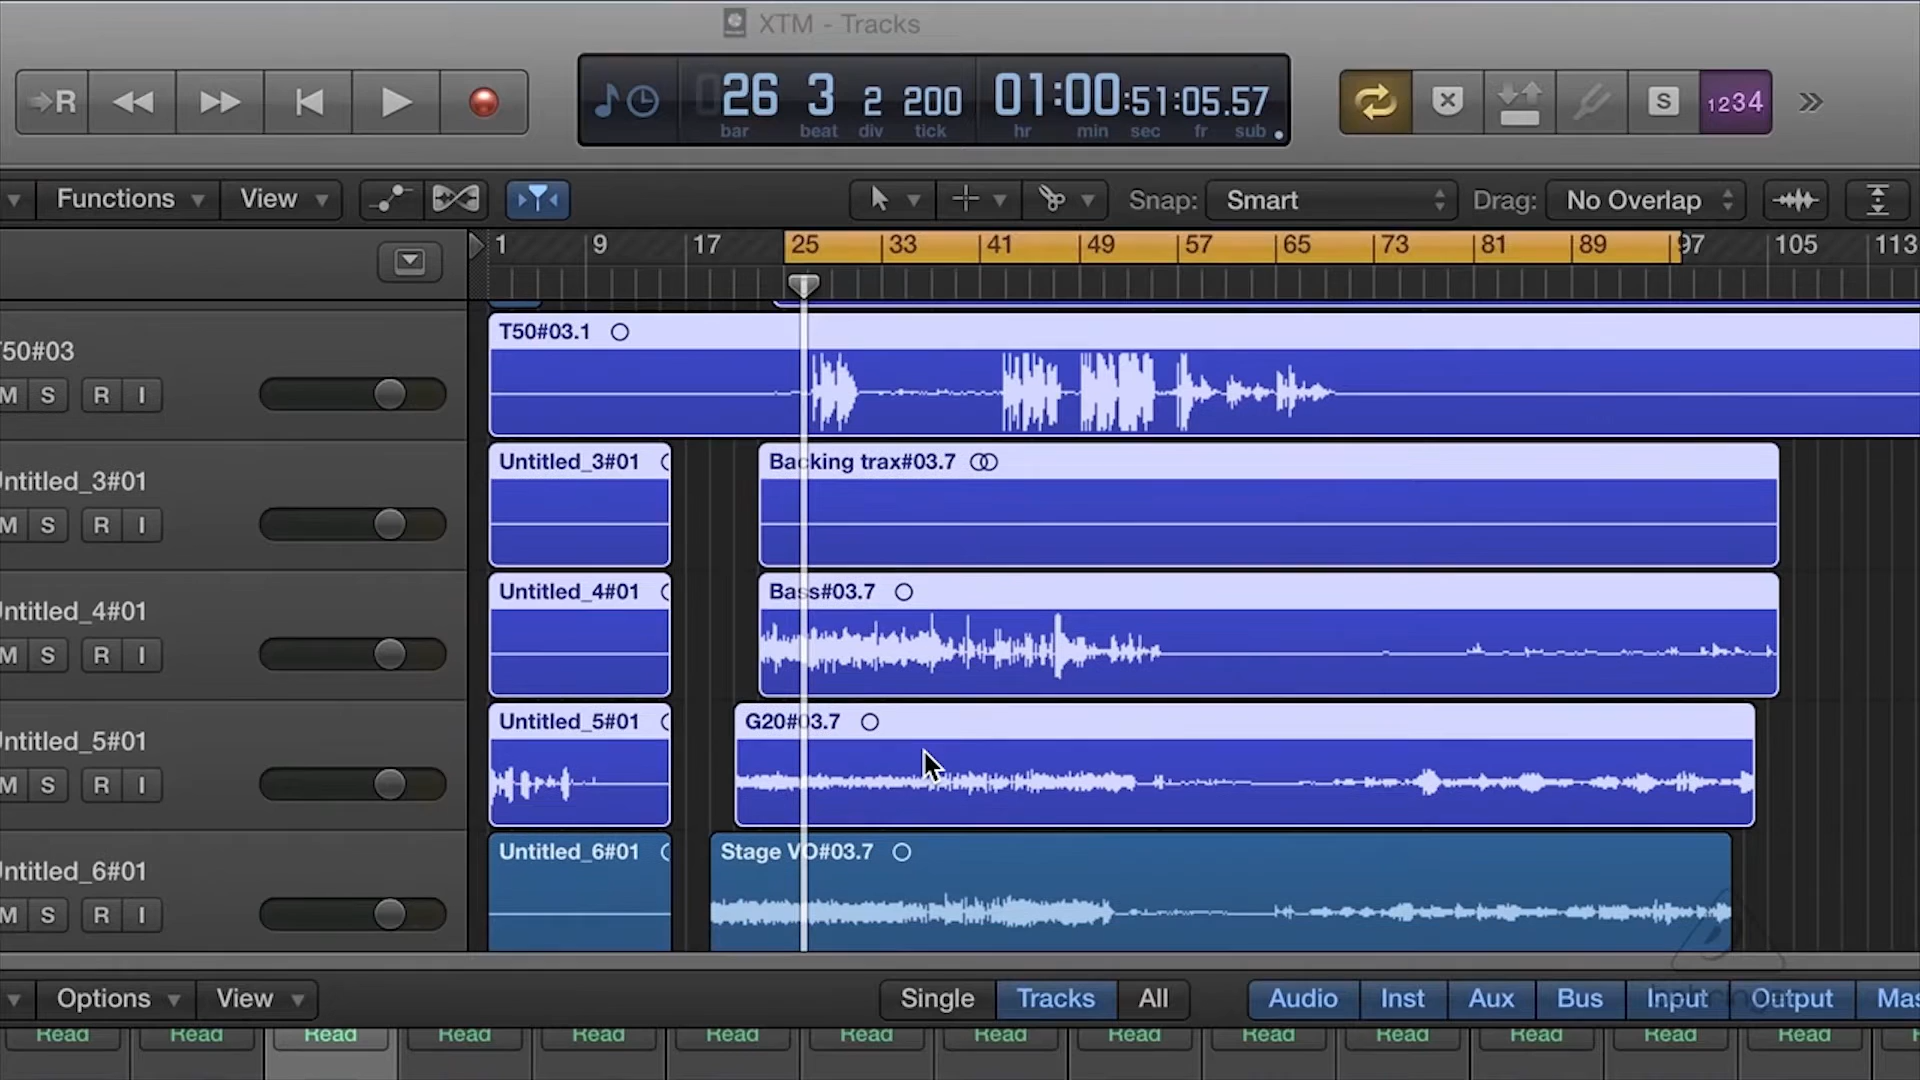 XTM - Tracks
R
26 3 2 200 01:00:51:05.57
bar beat div tick hr min sec fr sub
S 1234
Functions View Snap: Smart Drag: No Overlap
1 9 17 25 33 41 49 57 65 73 81 89 97 105 113
T50#03.1
50#03
M S R I
Untitled_3#01 Backing trax#03.7
ntitled_3#01
M S R I
Untitled_4#01 Bass#03.7
ntitled_4#01
M S R I
Untitled_5#01 G20#03.7
ntitled_5#01
M S R I
Untitled_6#01 Stage VO#03.7
ntitled_6#01
M S R I
Options View Single Tracks All Audio Inst Aux Bus Input Output Mas
Read Read Read Read Read Read Read Read Read Read Read Read Read Read